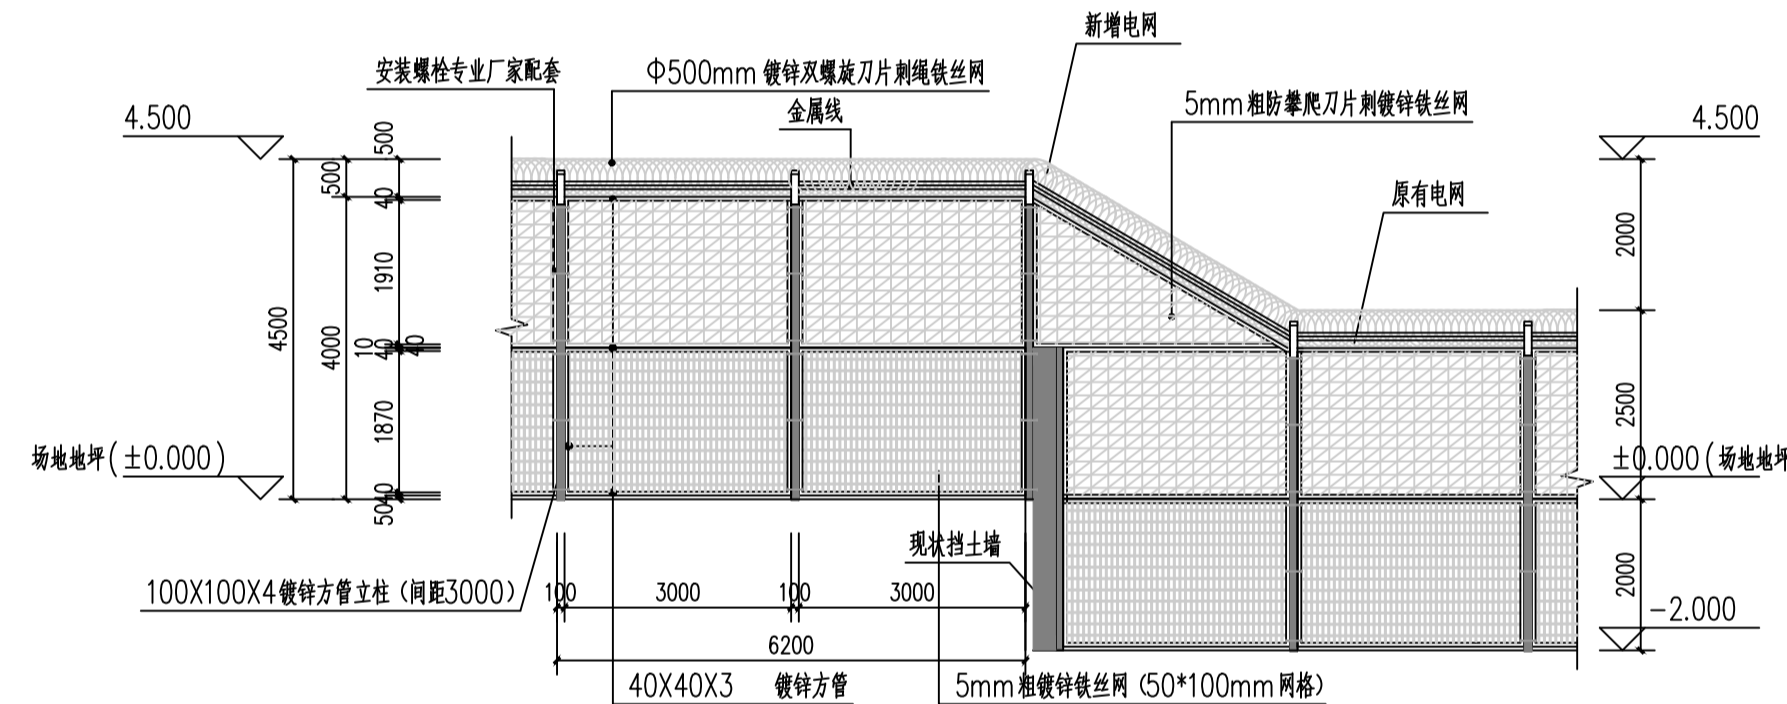 新增电网
安装螺栓专业厂家配套
Φ500mm 镀锌双螺旋刀片刺绳铁丝网
金属线
5mm粗防攀爬刀片刺镀锌铁丝网
4.500
4.500
原有电网
500
500
40
1910
4500
4000
10
40
40
1870
50
40
2000
2500
2000
场地地坪(±0.000)
±0.000(场地地坪
现状挡土墙
-2.000
100X100X4镀锌方管立柱（间距3000）
100
3000
100
3000
6200
40X40X3 镀锌方管
5mm粗镀锌铁丝网（50*100mm网格）